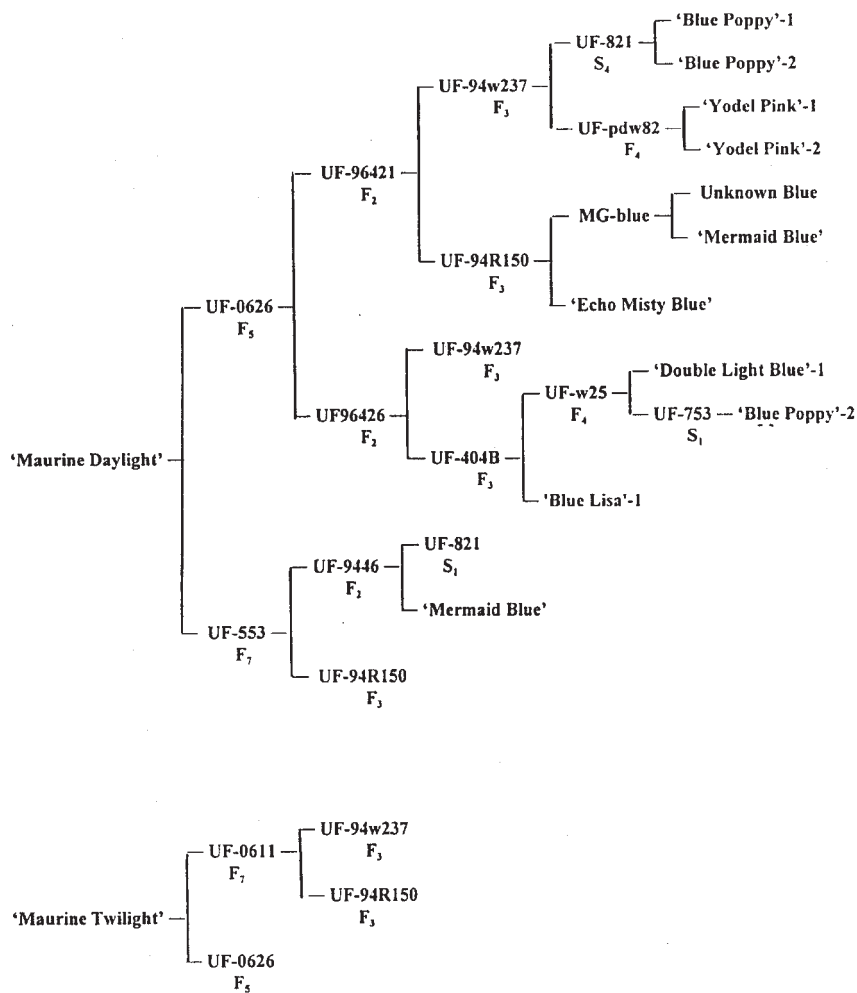 ‘Blue Poppy’-1
UF-821
S4
‘Blue Poppy’-2
UF-94w237
F3
‘Yodel Pink’-1
UF-pdw82
F4
‘Yodel Pink’-2
UF-96421
F2
Unknown Blue
MG-blue
‘Mermaid Blue’
UF-94R150
F3
‘Echo Misty Blue’
UF-0626
F5
UF-94w237
F3
‘Double Light Blue’-1
UF-w25
F4
UF-753
S1
‘Blue Poppy’-2
UF96426
F2
UF-404B
F3
‘Blue Lisa’-1
‘Maurine Daylight’
UF-821
S1
UF-9446
F2
‘Mermaid Blue’
UF-553
F7
UF-94R150
F3
UF-94w237
F3
UF-0611
F7
UF-94R150
F3
‘Maurine Twilight’
UF-0626
F5